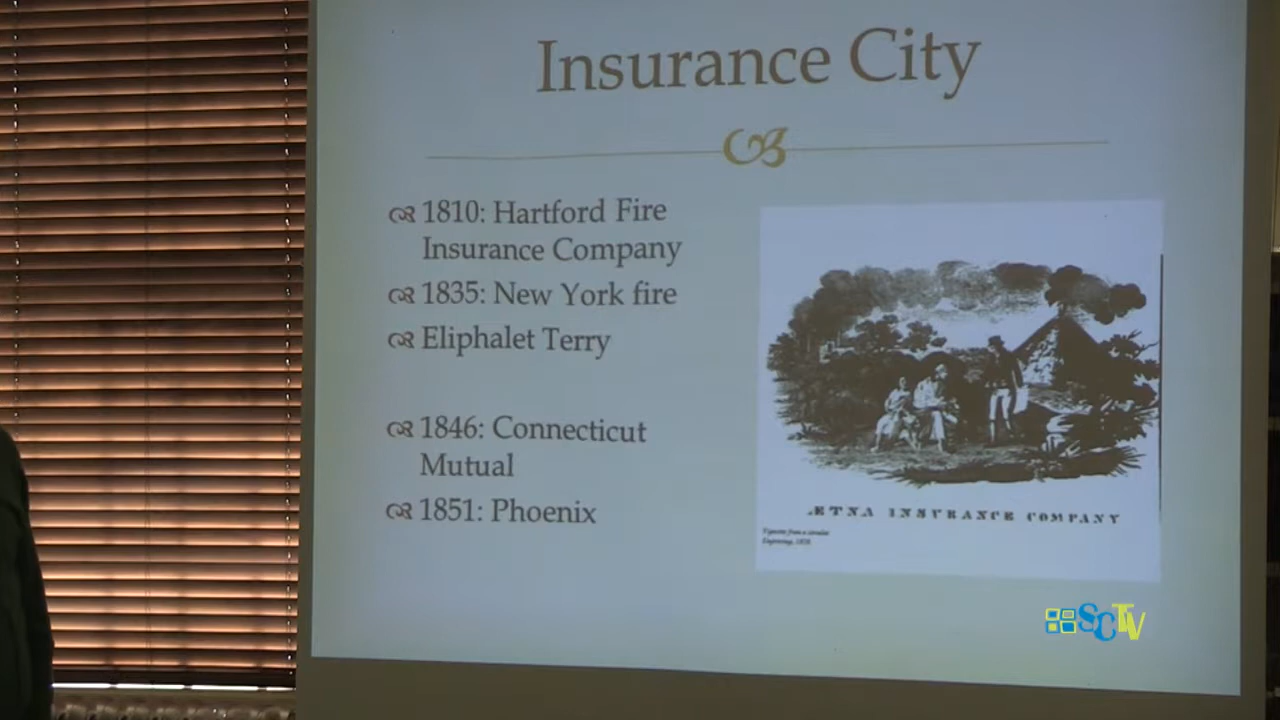 Insurance City
1810: Hartford Fire
Insurance Company
1835: New York fire
Eliphalet Terry
1846: Connecticut
Mutual
1851: Phoenix
ÆTNA INSURANCE COMPANY
SCTV